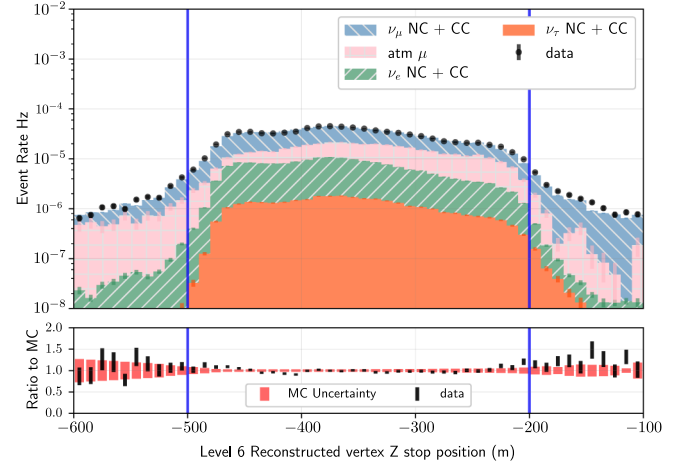 10⁻²
10⁻³
10⁻⁴
10⁻⁵
10⁻⁶
10⁻⁷
10⁻⁸
Event Rate Hz
ν_μ NC + CC
atm μ
ν_e NC + CC
ν_τ NC + CC
data
2.0
1.5
1.0
0.5
0.0
Ratio to MC
MC Uncertainty
data
−600 −500 −400 −300 −200 −100
Level 6 Reconstructed vertex Z stop position (m)